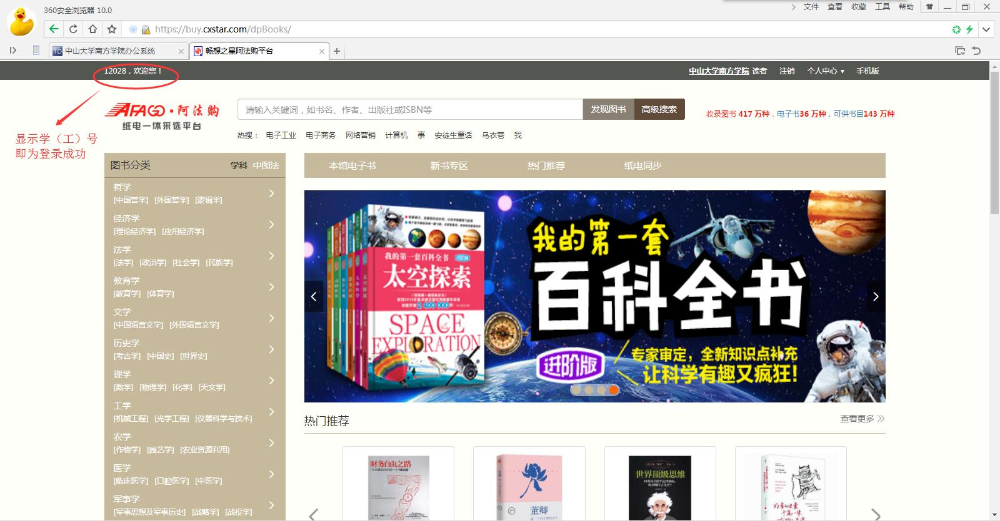 360安全浏览器 10.0
文件 查看 收藏 工具 帮助
https://buy.cxstar.com/dpBooks/
TD 中山大学南方学院办公系统
畅想之星阿法购平台
12028，欢迎您！
中山大学南方学院 读者 注销 个人中心 手机版
AFAGO·阿法购
纸电一体采选平台
请输入关键词，如书名、作者、出版社或ISBN等
发现图书 高级搜索
收录图书 417 万种，电子书36 万种，可供书目143 万种
热搜： 电子工业 电子商务 网络营销 计算机 事 安徒生童话 乌衣巷 我
显示学（工）号
即为登录成功
图书分类 学科 中图法
本馆电子书 新书专区 热门推荐 纸电同步
哲学
[中国哲学] [外国哲学] [逻辑学]
经济学
[理论经济学] [应用经济学]
法学
[法学] [政治学] [社会学] [民族学]
教育学
[教育学] [体育学]
文学
[中国语言文学] [外国语言文学]
历史学
[考古学] [中国史] [世界史]
理学
[数学] [物理学] [化学] [天文学]
工学
[机械工程] [光学工程] [仪器科学与技术]
农学
[作物学] [园艺学] [农业资源利用]
医学
[临床医学] [口腔医学] [中医学]
军事学
[军事思想及军事历史] [战略学] [战役学]
我的第一套百科全书
太空探索
2 400 000
SPACE
EXPLORATION
我的第一套
百科全书
进阶版
专家审定，全新知识点补充
让科学有趣又疯狂！
热门推荐
查看更多
财务自由之路
董卿
世界顶级思维